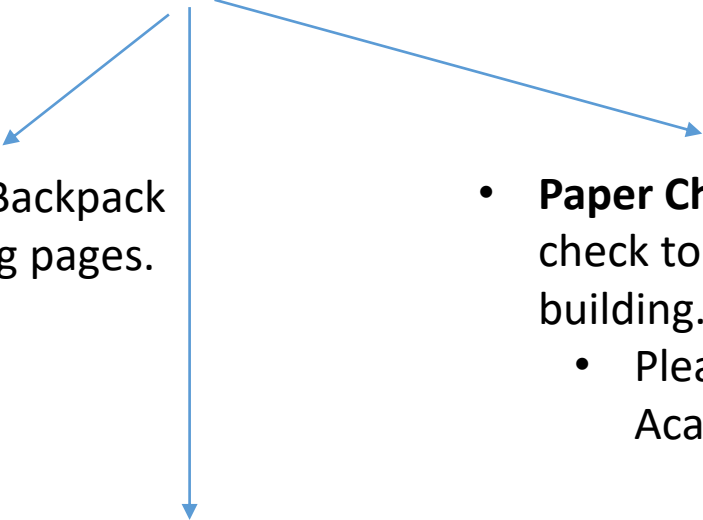 Backpack
g pages.
• Paper Ch
check to
building.
• Plea
Aca